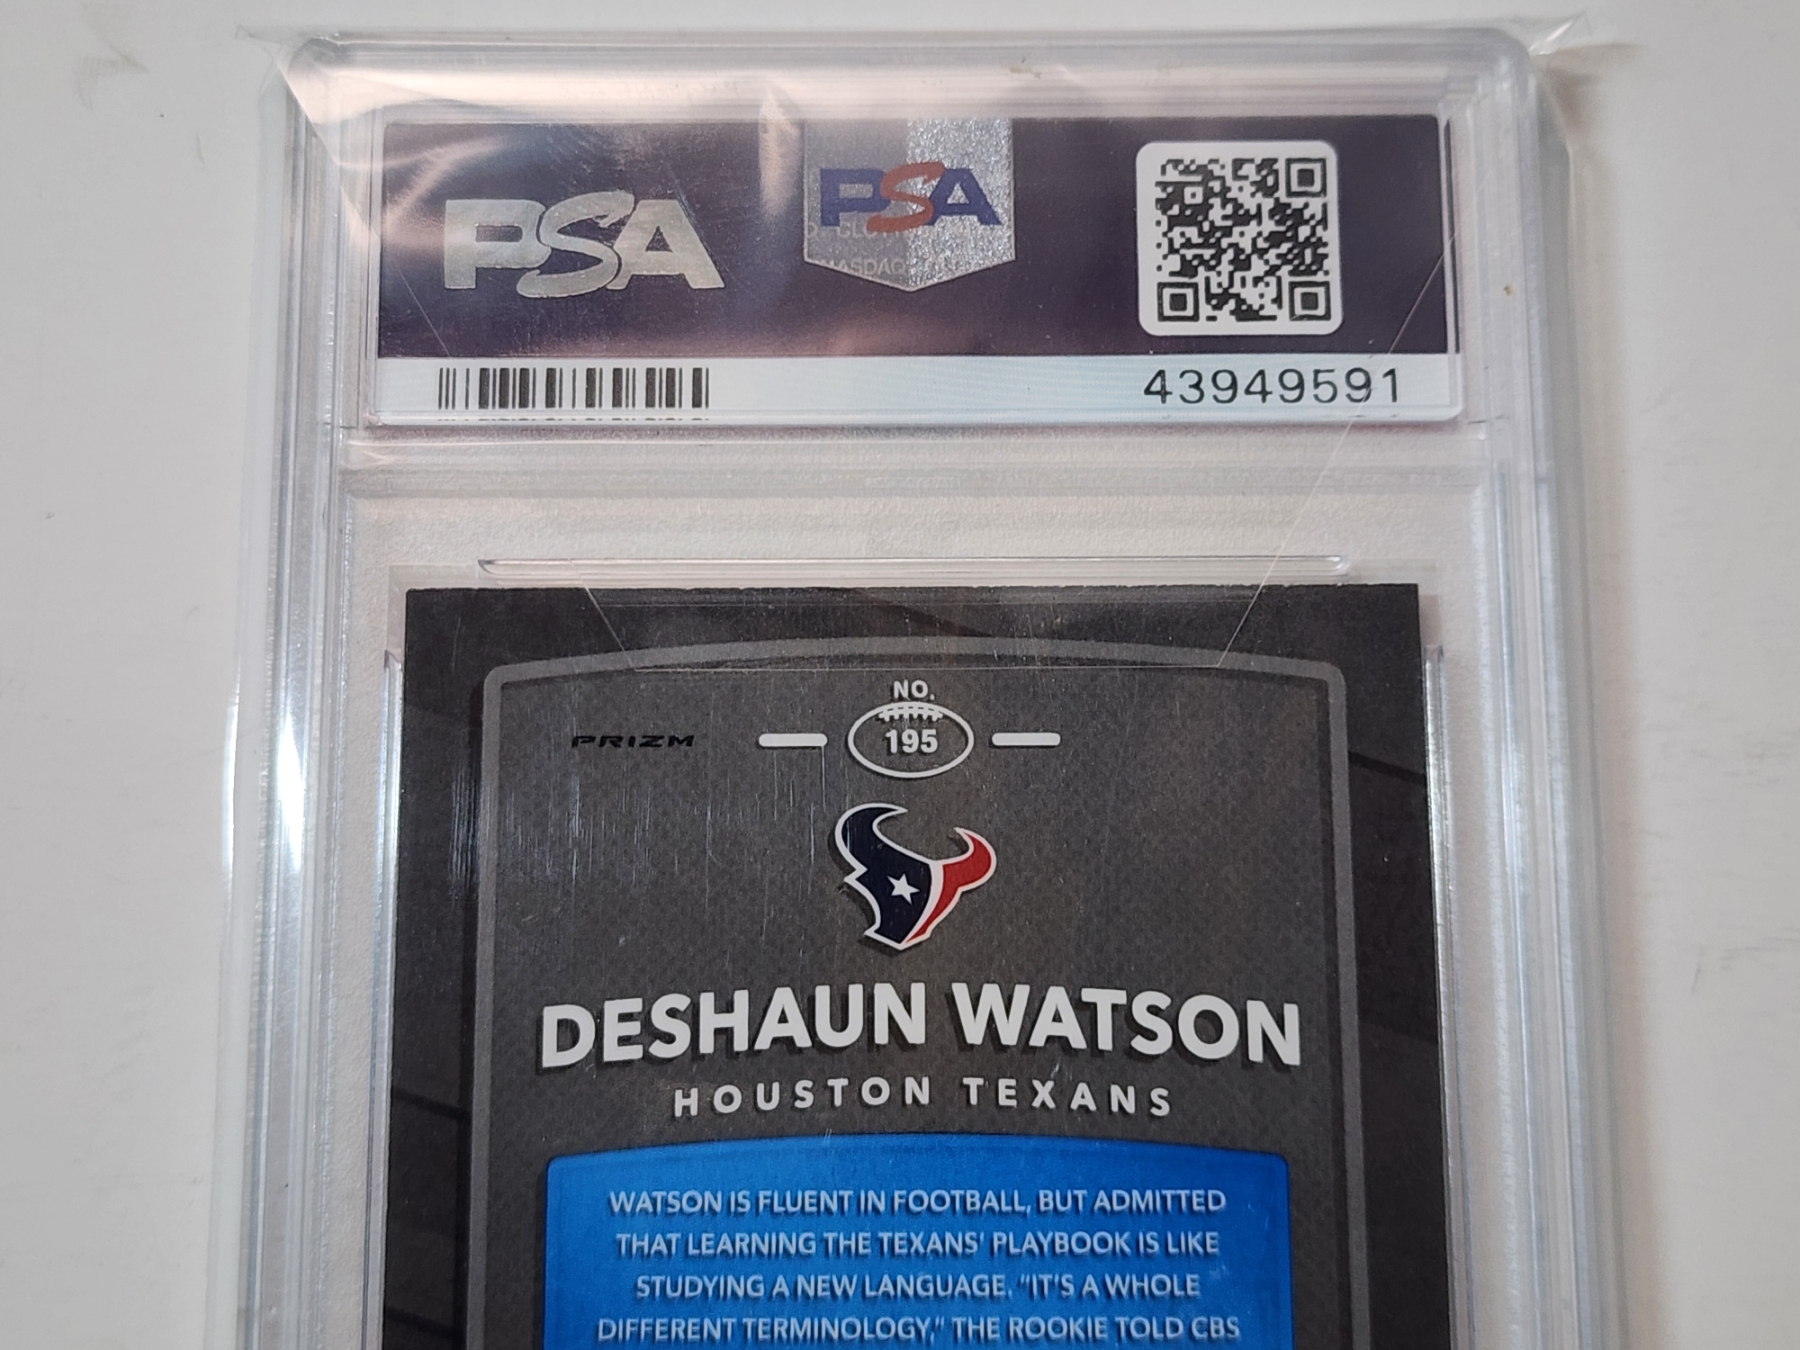 PSA
PSA
NASDAQ
43949591
NO.
PRIZM
195
DESHAUN WATSON
HOUSTON TEXANS
WATSON IS FLUENT IN FOOTBALL, BUT ADMITTED
THAT LEARNING THE TEXANS' PLAYBOOK IS LIKE
STUDYING A NEW LANGUAGE. "IT'S A WHOLE
DIFFERENT TERMINOLOGY," THE ROOKIE TOLD CBS